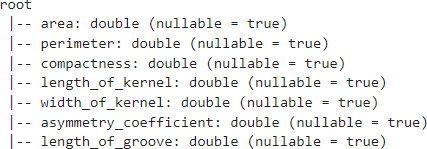 root
 |-- area: double (nullable = true)
 |-- perimeter: double (nullable = true)
 |-- compactness: double (nullable = true)
 |-- length_of_kernel: double (nullable = true)
 |-- width_of_kernel: double (nullable = true)
 |-- asymmetry_coefficient: double (nullable = true)
 |-- length_of_groove: double (nullable = true)